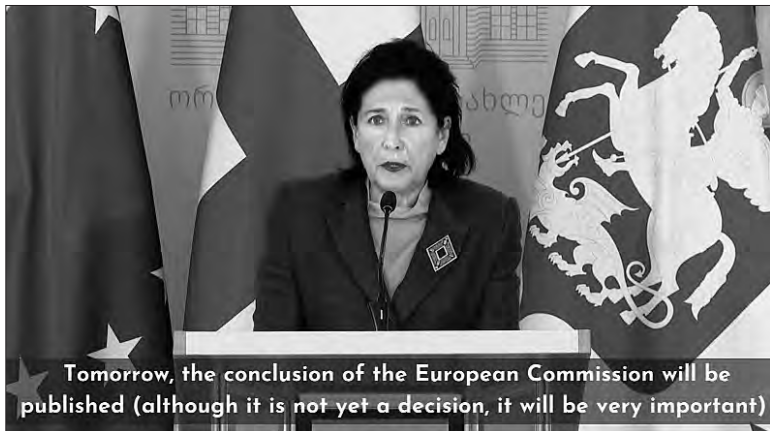 Tomorrow, the conclusion of the European Commission will be
published (although it is not yet a decision, it will be very important)